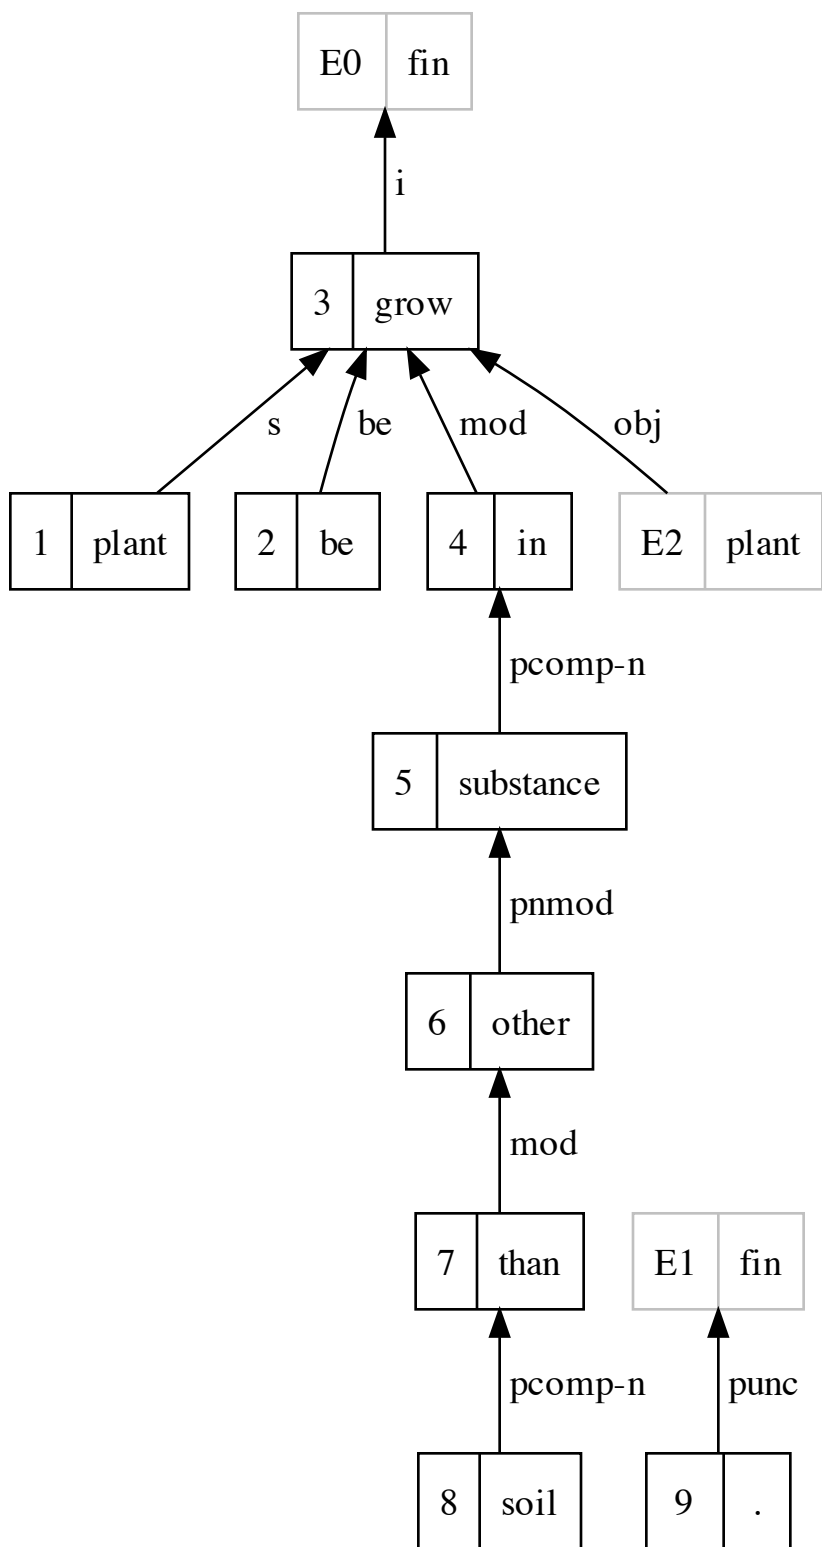 E0 fin
i
3 grow
s be mod obj
1 plant 2 be 4 in E2 plant
pcomp-n
5 substance
pnmod
6 other
mod
7 than E1 fin
pcomp-n punc
8 soil 9 .